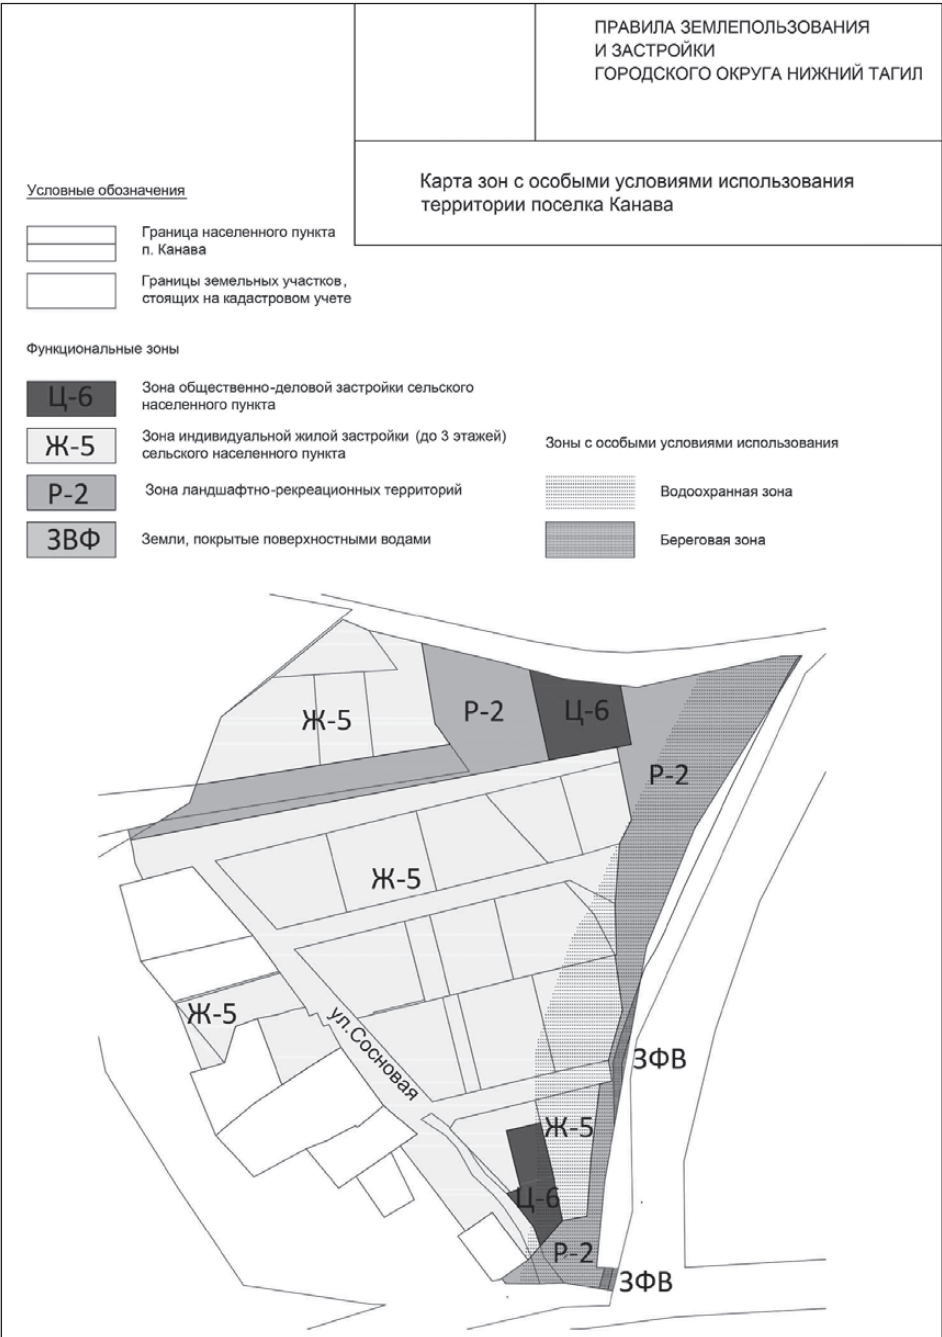 ПРАВИЛА ЗЕМЛЕПОЛЬЗОВАНИЯ
И ЗАСТРОЙКИ
ГОРОДСКОГО ОКРУГА НИЖНИЙ ТАГИЛ
Карта зон с особыми условиями использования
территории поселка Канава
Условные обозначения
Граница населенного пункта
п. Канава
Границы земельных участков,
стоящих на кадастровом учете
Функциональные зоны
Ц-6
Зона общественно-деловой застройки сельского
населенного пункта
Ж-5
Зона индивидуальной жилой застройки (до 3 этажей)
сельского населенного пункта
Р-2
Зона ландшафтно-рекреационных территорий
ЗВФ
Земли, покрытые поверхностными водами
Зоны с особыми условиями использования
Водоохранная зона
Береговая зона
Ж-5
Р-2
Ц-6
Р-2
Ж-5
Ж-5
ул.Сосновая
ЗФВ
Ж-5
Ц-6
Р-2
ЗФВ